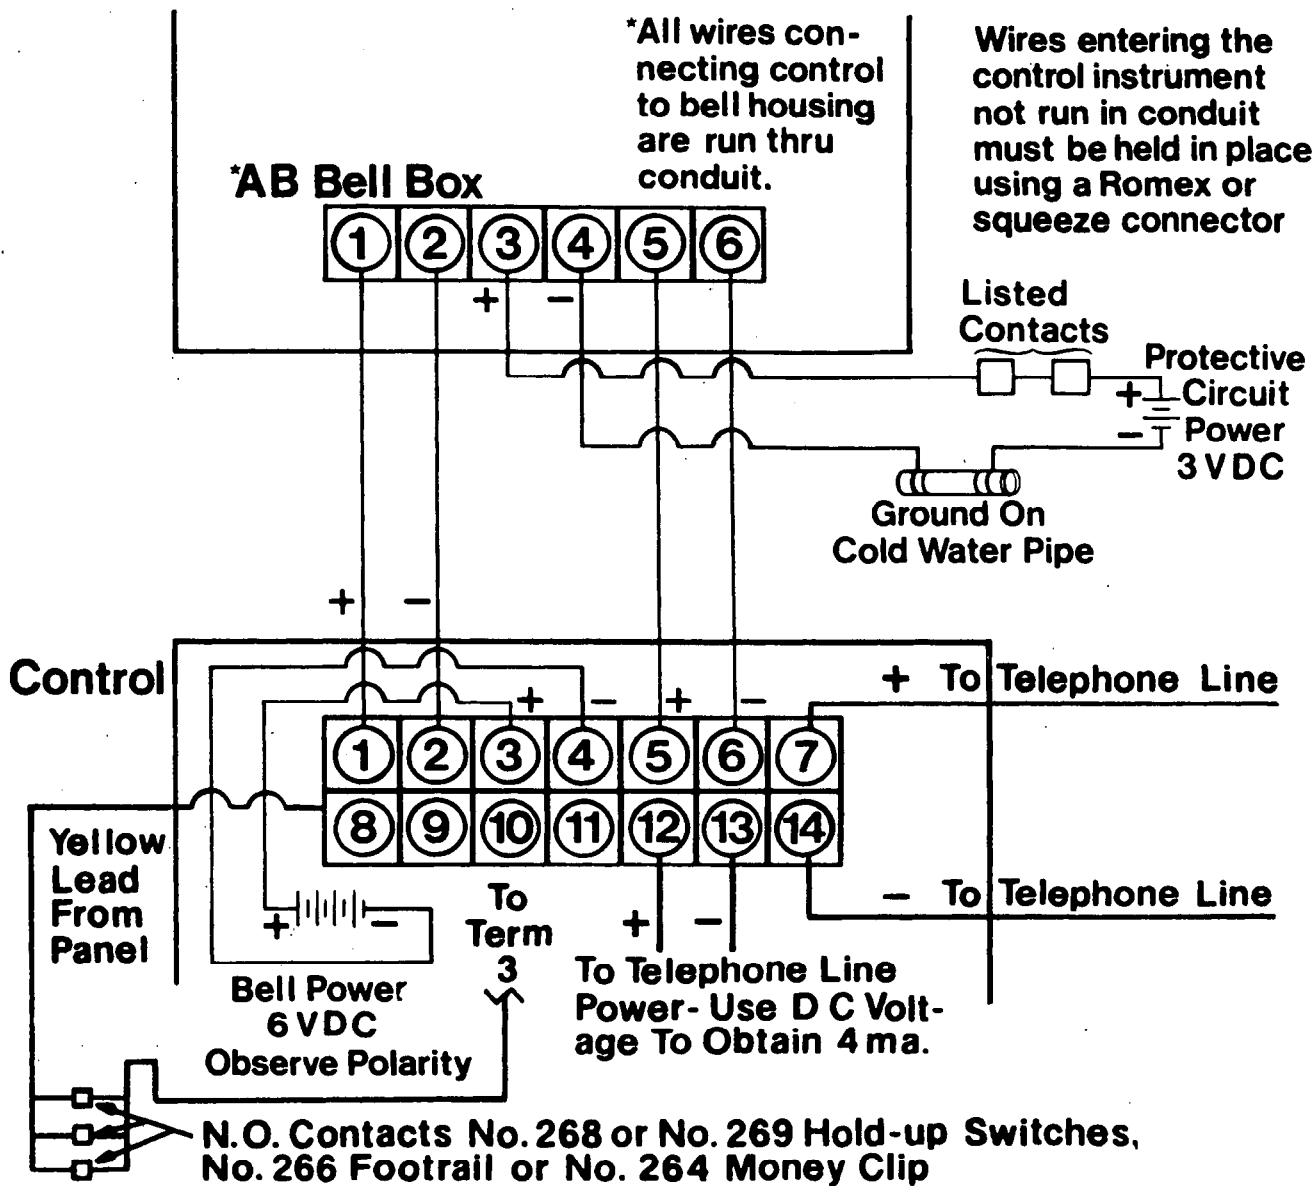 *All wires con-
necting control
to bell housing
are run thru
conduit.
Wires entering the
control instrument
not run in conduit
must be held in place
using a Romex or
squeeze connector
*AB Bell Box
1 2 3 4 5 6
+ −
Listed
Contacts
Protective
+ Circuit
− Power
3 VDC
Ground On
Cold Water Pipe
+ −
Control
+ − + −
+ To Telephone Line
1 2 3 4 5 6 7
8 9 10 11 12 13 14
Yellow
Lead
From
Panel
− To Telephone Line
+ −
Bell Power
6 VDC
Observe Polarity
To
Term
3
+ −
To Telephone Line
Power- Use D C Volt-
age To Obtain 4 ma.
N.O. Contacts No. 268 or No. 269 Hold-up Switches,
No. 266 Footrail or No. 264 Money Clip